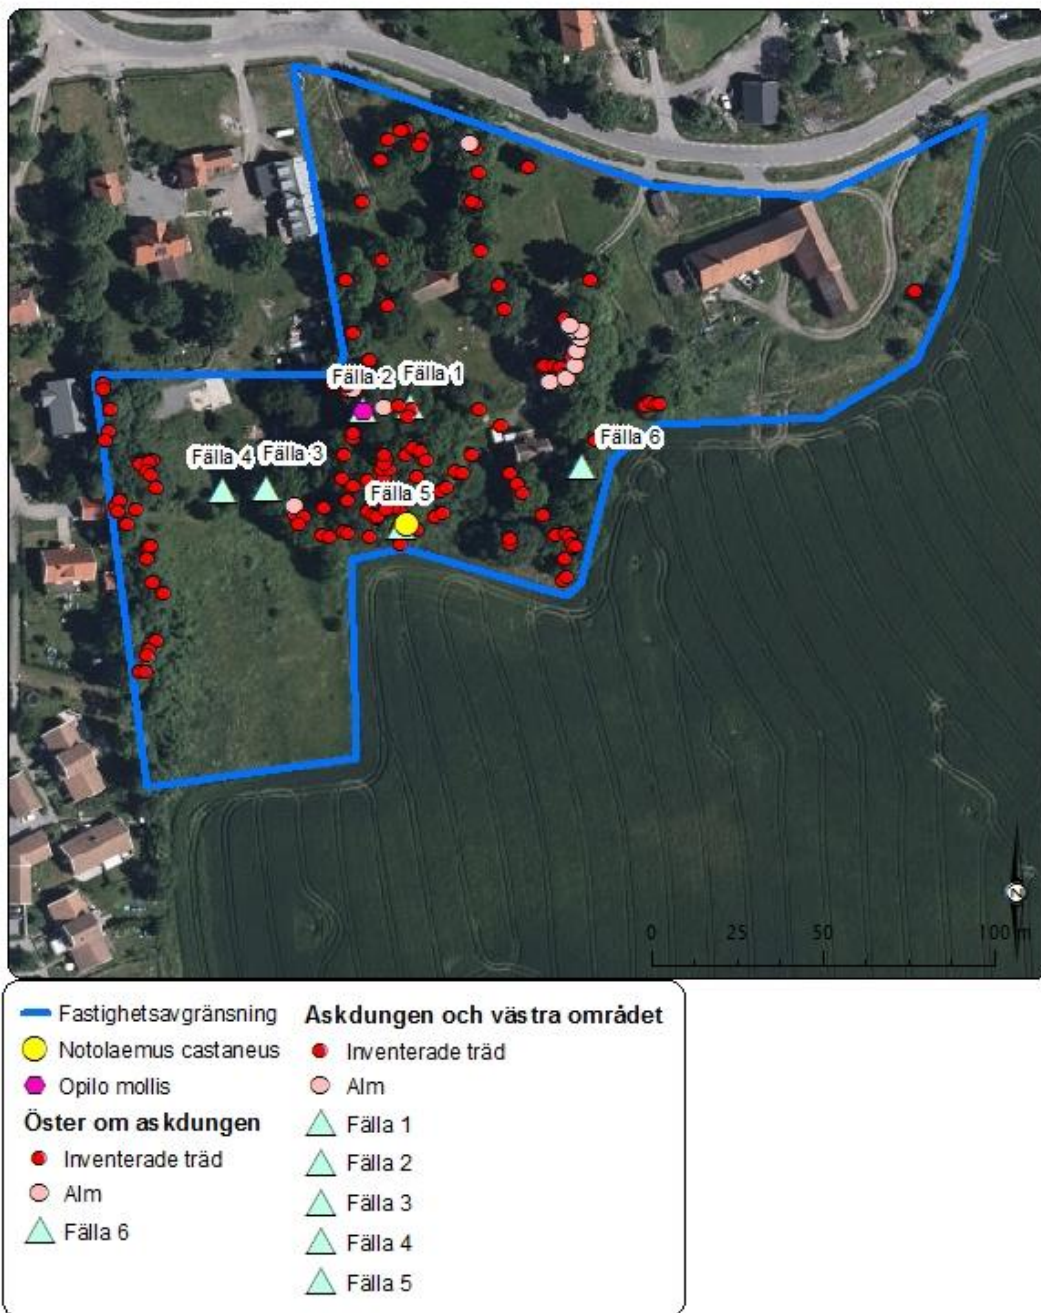 Fälla 2
Fälla 1
Fälla 4
Fälla 3
Fälla 6
Fälla 5
N
0 25 50 100 m
Fastighetsavgränsning
Notolaemus castaneus
Opilo mollis
Öster om askdungen
Inventerade träd
Alm
Fälla 6
Askdungen och västra området
Inventerade träd
Alm
Fälla 1
Fälla 2
Fälla 3
Fälla 4
Fälla 5